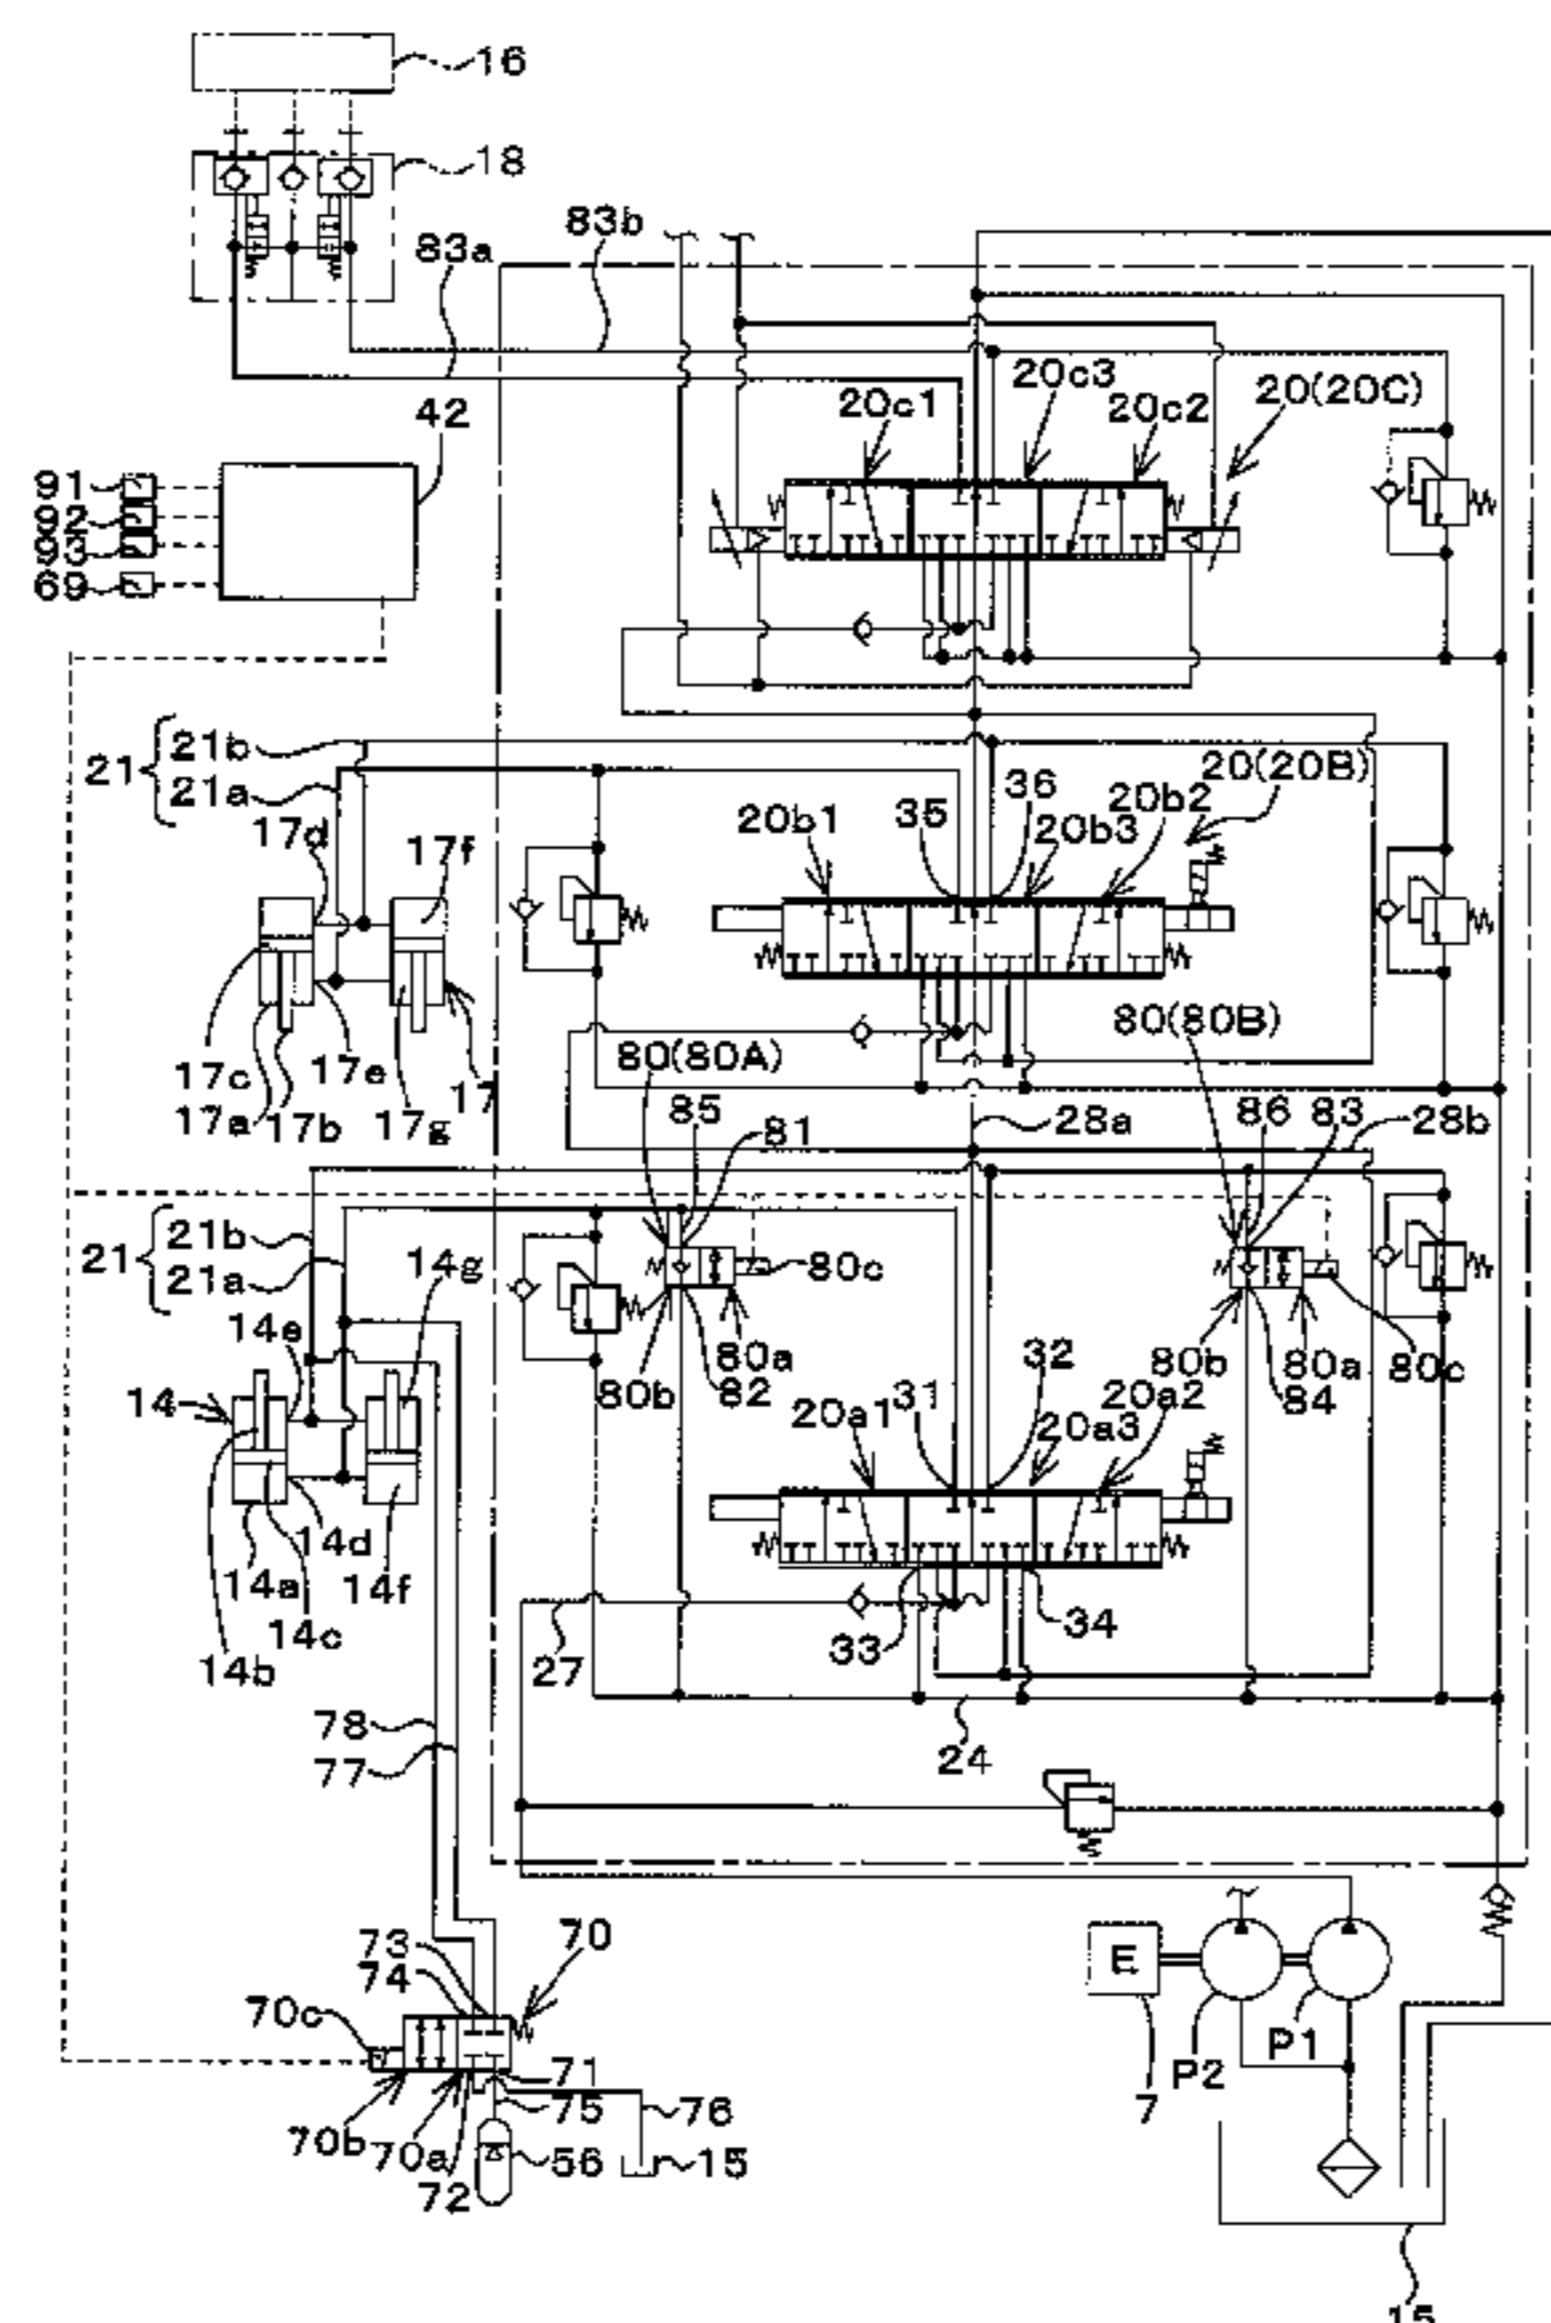 16
18
83b
83a
20c3
20(20C)
20c1
20c2
42
91
92
93
69
21b
21
21a
20(20B)
36
20b2
35
20b1
20b3
17d
17f
80(80B)
80(80A)
17c
17e
17
85
86
83
28b
17a
17b
17g
81
28a
21b
21
21a
14g
80c
14e
80a
32
80b
80a
80c
14
80b
82
20a1
31
20a2
84
20a3
14d
14a
14f
34
14c
33
14b
27
78
24
77
73
70
74
E
70c
P1
71
P2
75
76
7
70b
70a
56
15
72
15